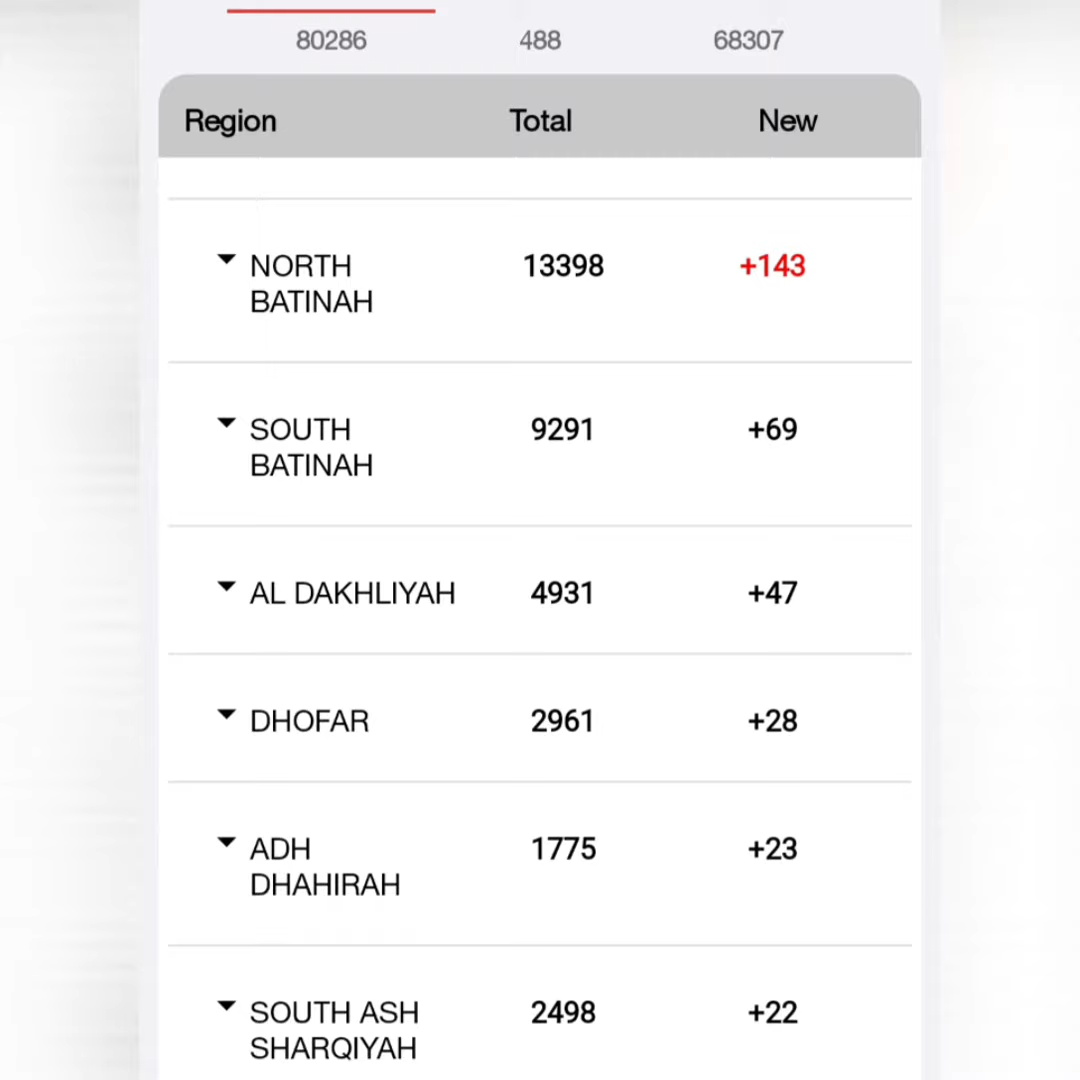 80286 488 68307
Region Total New
NORTH 13398 +143
BATINAH
SOUTH 9291 +69
BATINAH
AL DAKHLIYAH 4931 +47
DHOFAR 2961 +28
ADH 1775 +23
DHAHIRAH
SOUTH ASH 2498 +22
SHARQIYAH